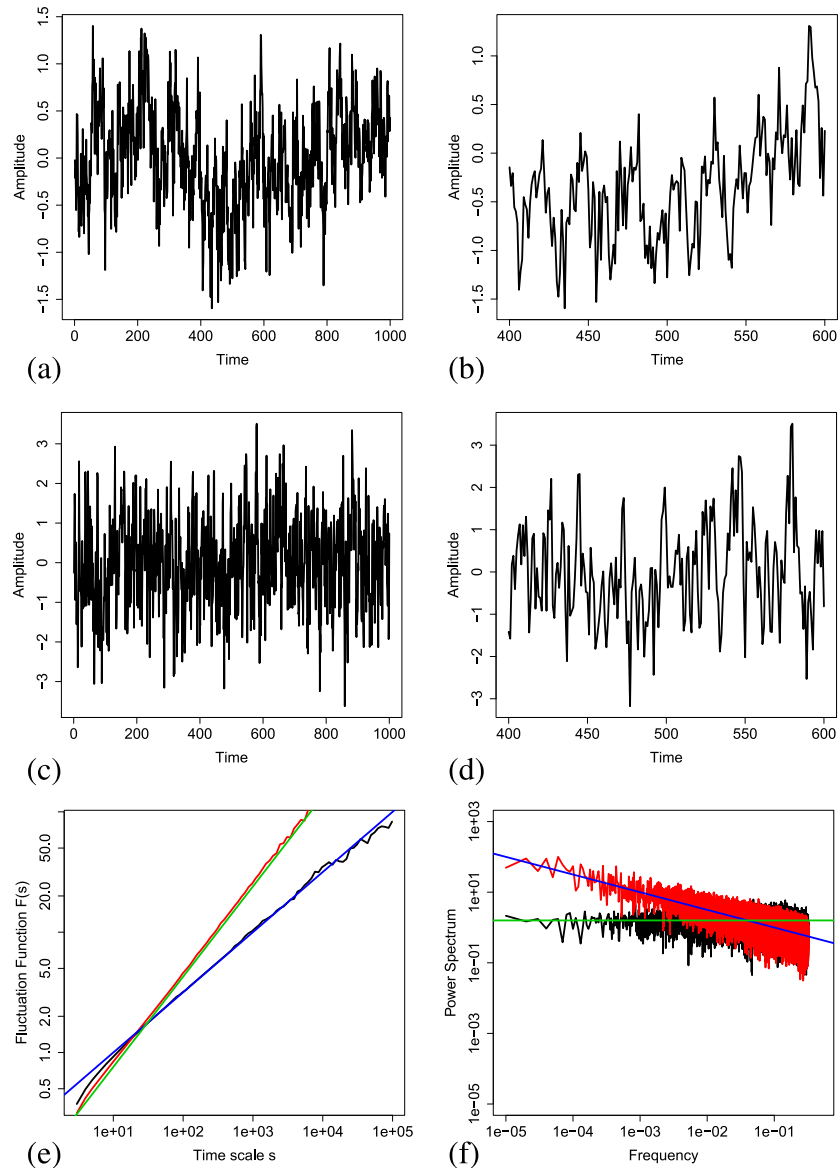 1.5
1.0
0.5
0.0
−0.5
−1.0
−1.5
Amplitude
0 200 400 600 800 1000
Time
(a)
1.0
0.5
0.0
−0.5
−1.0
−1.5
Amplitude
400 450 500 550 600
Time
(b)
3
2
1
0
−1
−2
−3
Amplitude
0 200 400 600 800 1000
Time
(c)
3
2
1
0
−1
−2
−3
Amplitude
400 450 500 550 600
Time
(d)
50.0
20.0
5.0
2.0
1.0
0.5
Fluctuation Function F(s)
1e+01 1e+02 1e+03 1e+04 1e+05
Time scale s
(e)
1e+03
1e+01
1e−01
1e−03
1e−05
Power Spectrum
1e−05 1e−04 1e−03 1e−02 1e−01
Frequency
(f)